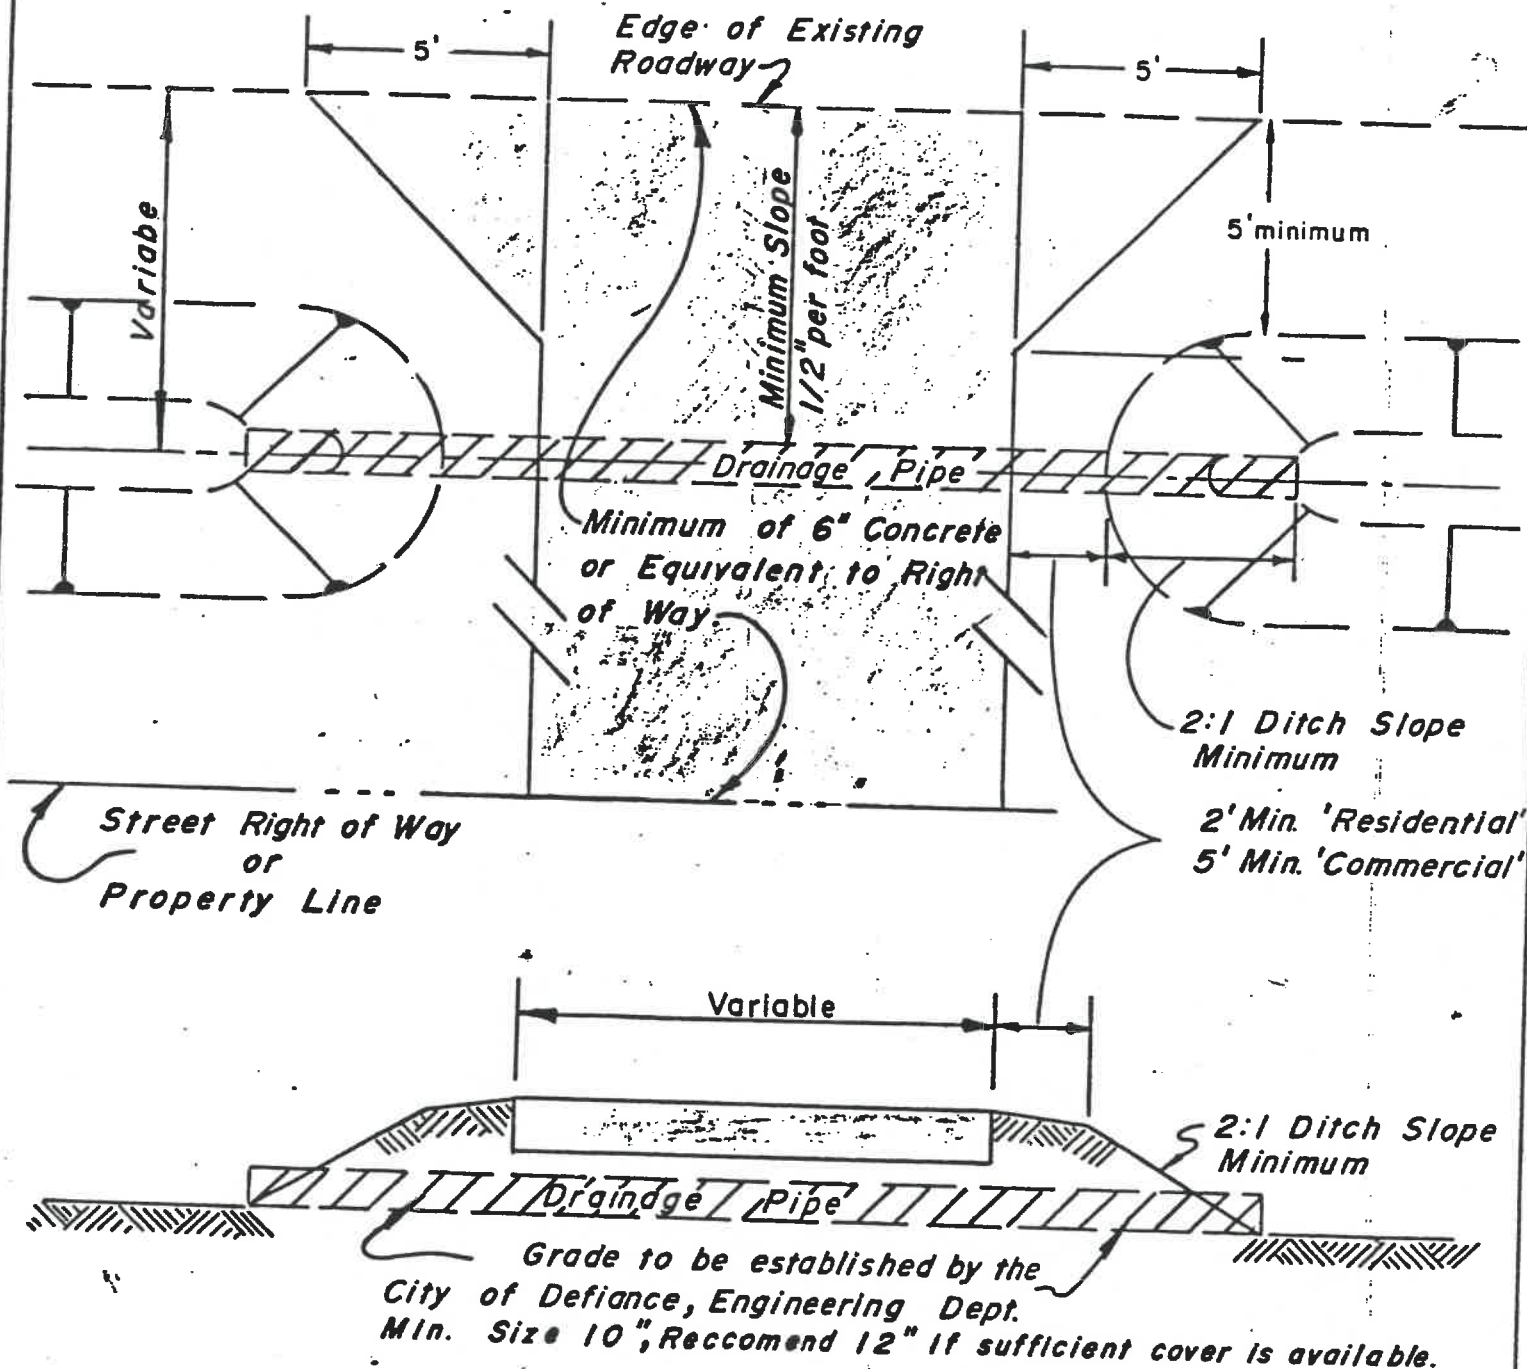 5'
Edge of Existing
Roadway
5'
Variabe
Minimum Slope
1/2" per foot
5' minimum
Drainage Pipe
Minimum of 6" Concrete
or Equivalent to Right
of Way.
2:1 Ditch Slope
Minimum
2' Min. 'Residential'
5' Min. 'Commercial'
Street Right of Way
or
Property Line
Variable
2:1 Ditch Slope
Minimum
Drainage Pipe
Grade to be established by the
City of Defiance, Engineering Dept.
Min. Size 10", Reccomend 12" if sufficient cover is available.